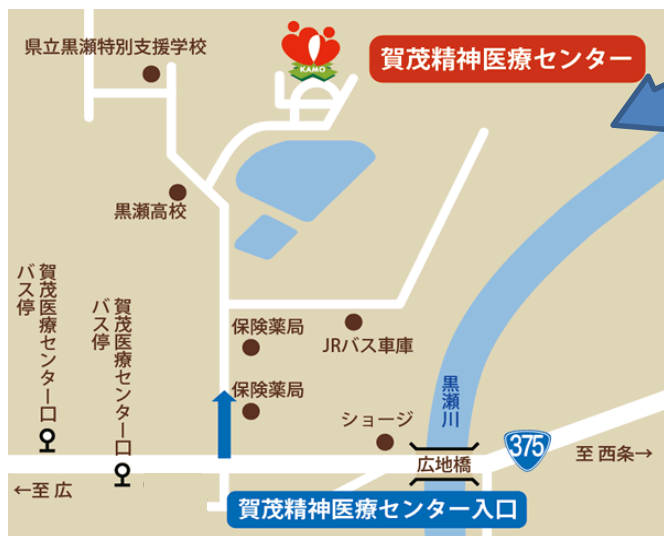 県立黒瀬特別支援学校
KAMO
賀茂精神医療センター
黒瀬高校
賀茂医療センター口
バス停
賀茂医療センター口
バス停
保険薬局
JRバス車庫
保険薬局
ショージ
黒瀬川
広地橋
375
至 西条→
←至 広
賀茂精神医療センター入口